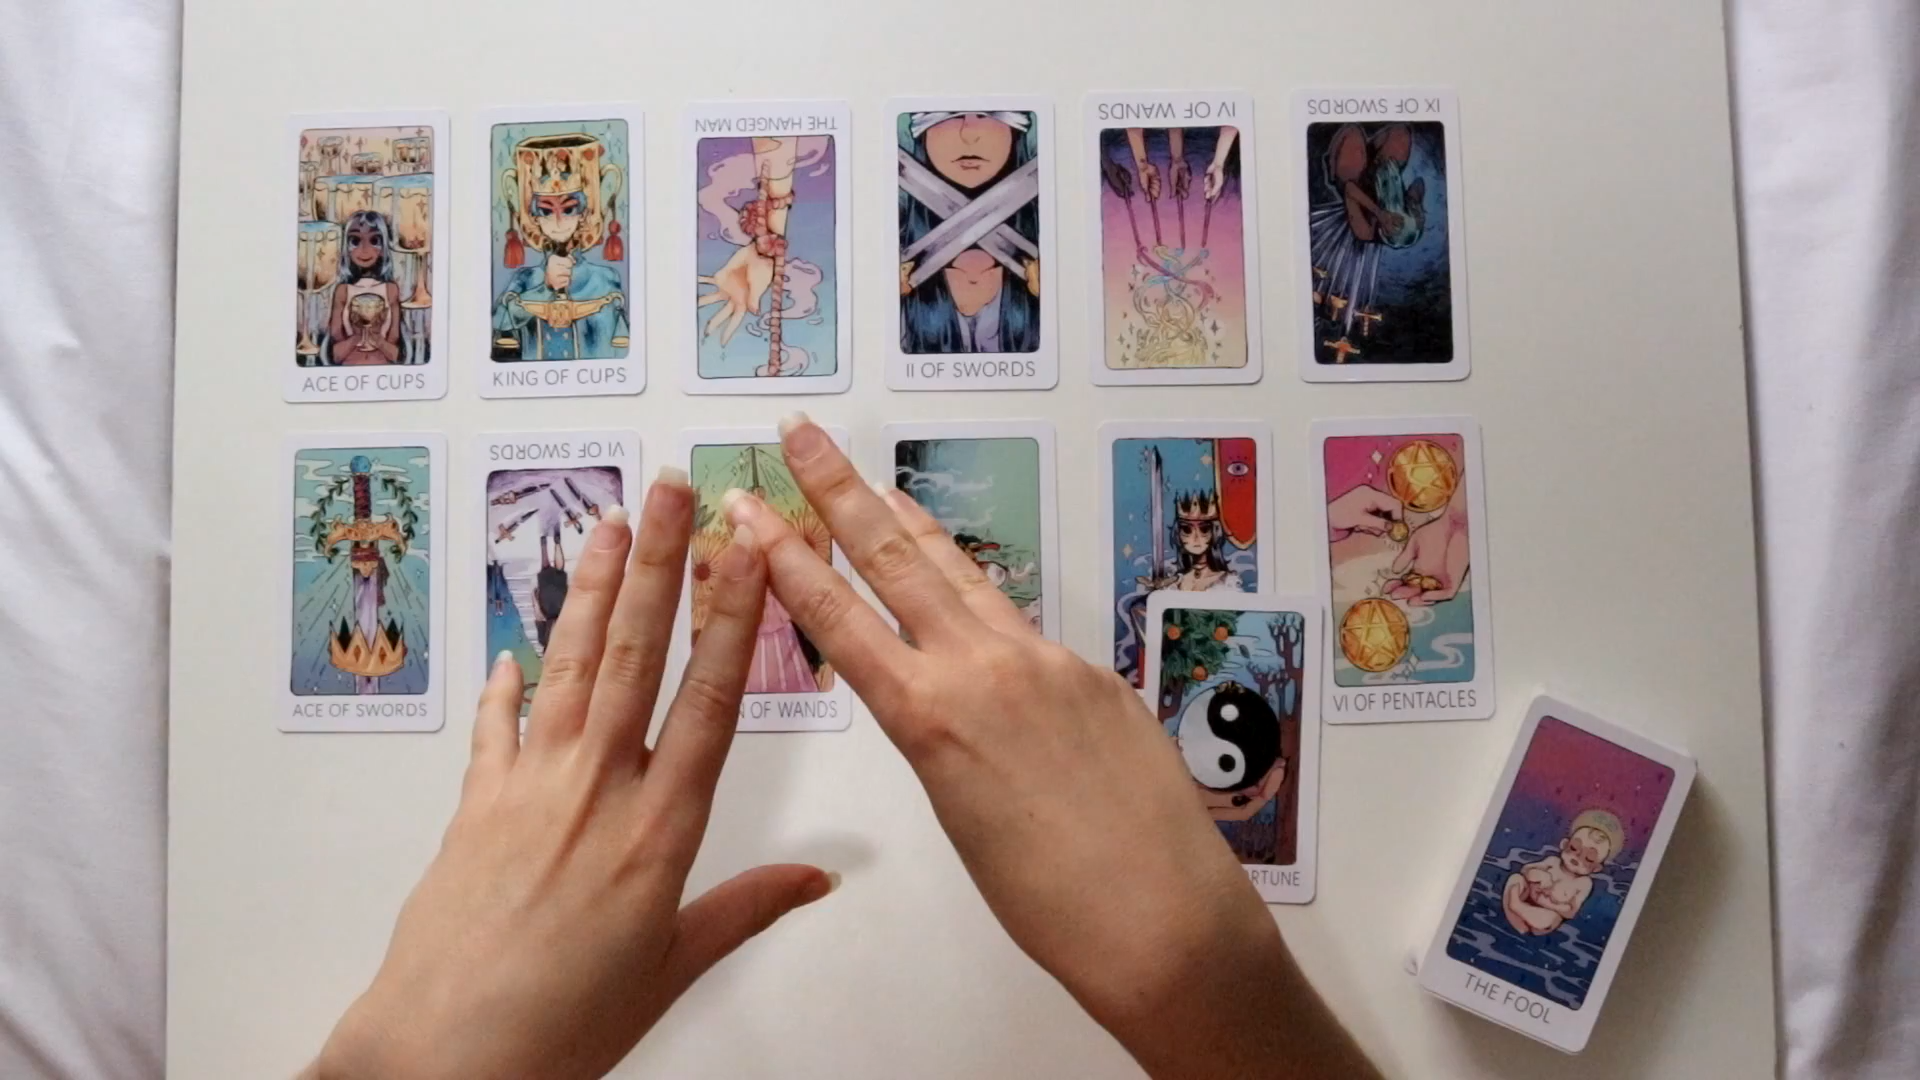 ACE OF CUPS
KING OF CUPS
THE HANGED MAN
II OF SWORDS
IV OF WANDS
IX OF SWORDS
ACE OF SWORDS
VI OF SWORDS
OF WANDS
VI OF PENTACLES
THE FOOL